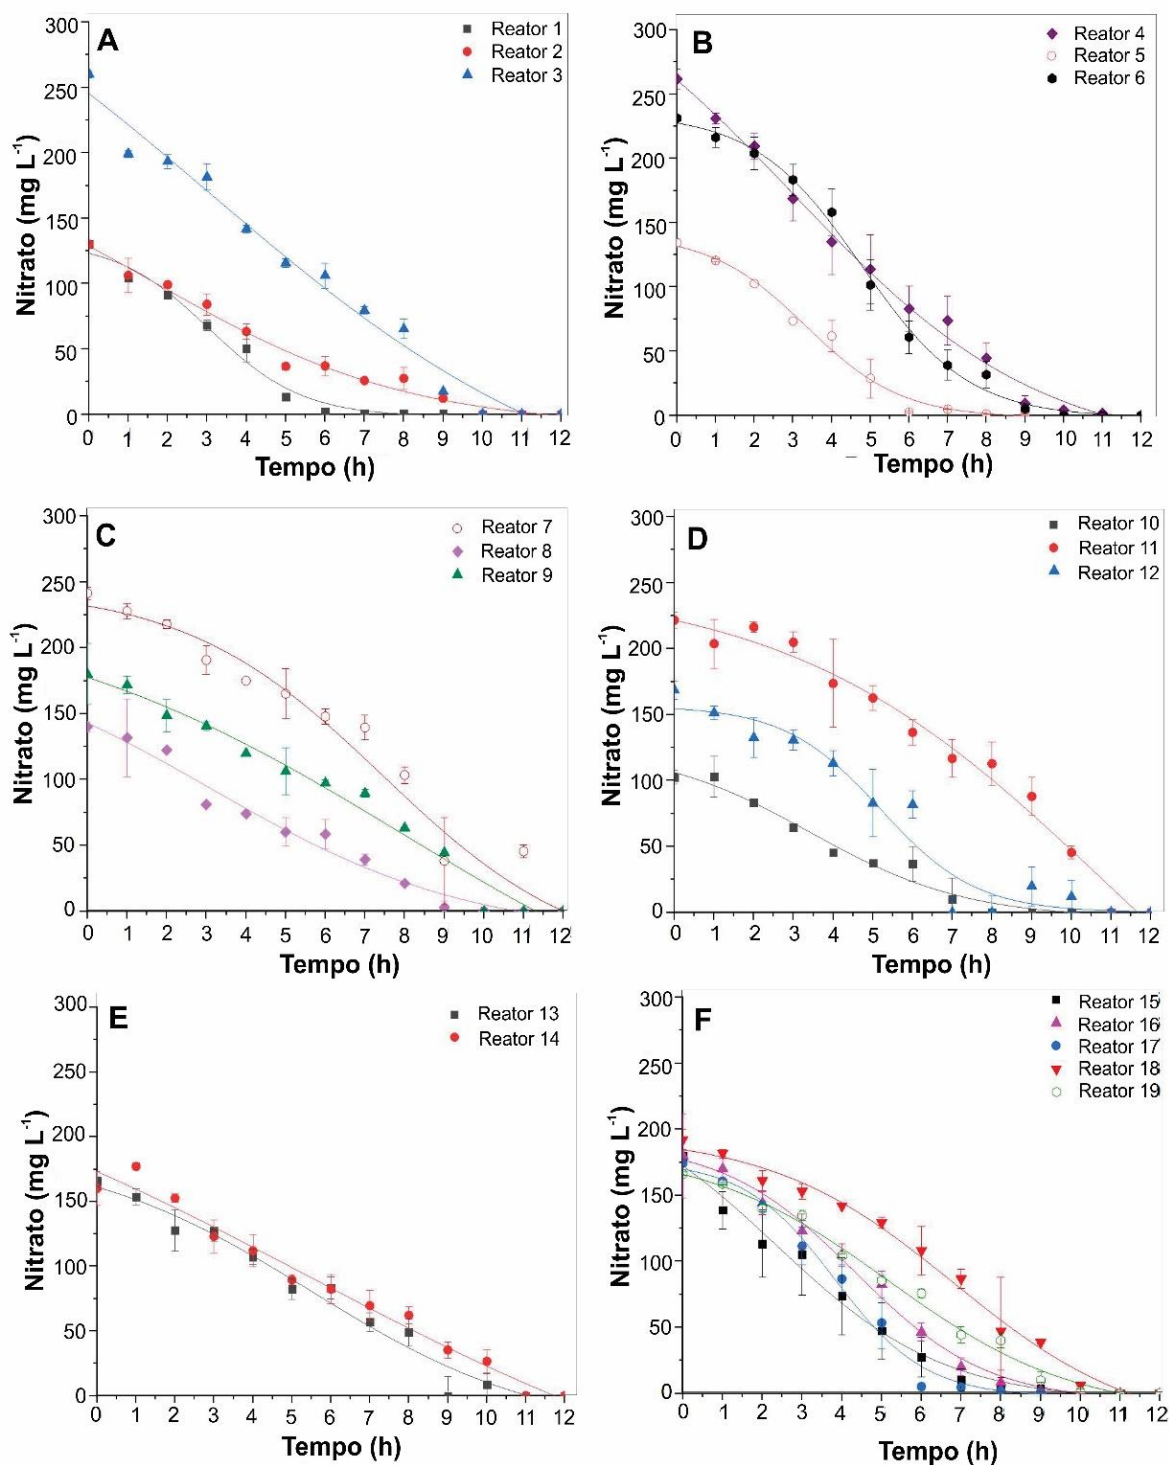 A
Reator 1
Reator 2
Reator 3
Nitrato (mg L⁻¹)
300
250
200
150
100
50
0
0 1 2 3 4 5 6 7 8 9 10 11 12
Tempo (h)
B
Reator 4
Reator 5
Reator 6
Nitrato (mg L⁻¹)
300
250
200
150
100
50
0
0 1 2 3 4 5 6 7 8 9 10 11 12
Tempo (h)
C
Reator 7
Reator 8
Reator 9
Nitrato (mg L⁻¹)
300
250
200
150
100
50
0
0 1 2 3 4 5 6 7 8 9 10 11 12
Tempo (h)
D
Reator 10
Reator 11
Reator 12
Nitrato (mg L⁻¹)
300
250
200
150
100
50
0
0 1 2 3 4 5 6 7 8 9 10 11 12
Tempo (h)
E
Reator 13
Reator 14
Nitrato (mg L⁻¹)
300
250
200
150
100
50
0
0 1 2 3 4 5 6 7 8 9 10 11 12
Tempo (h)
F
Reator 15
Reator 16
Reator 17
Reator 18
Reator 19
Nitrato (mg L⁻¹)
300
250
200
150
100
50
0
0 1 2 3 4 5 6 7 8 9 10 11 12
Tempo (h)